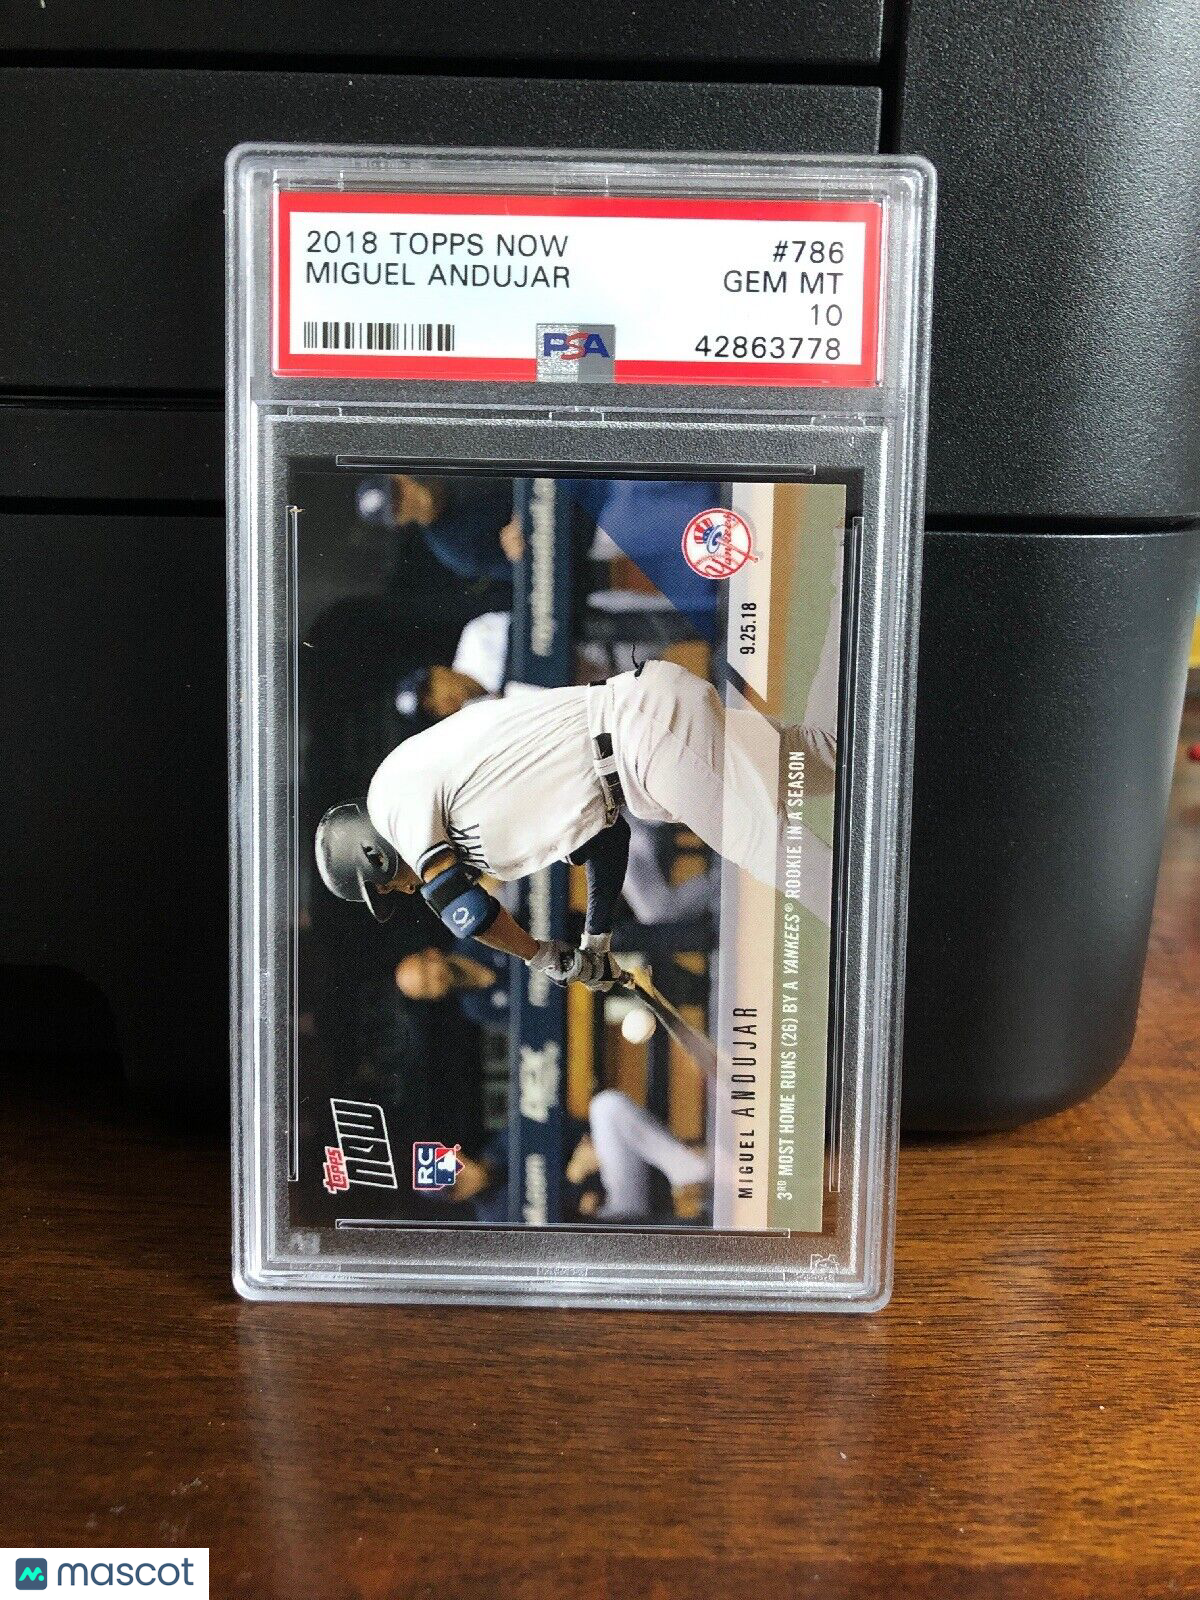 2018 TOPPS NOW #786
MIGUEL ANDUJAR GEM MT
10
PSA 42863778
Yankees
9.25.18
TOPPS
NOW
RC
MIGUEL ANDUJAR
3RD MOST HOME RUNS (26) BY A YANKEES® ROOKIE IN A SEASON
mascot